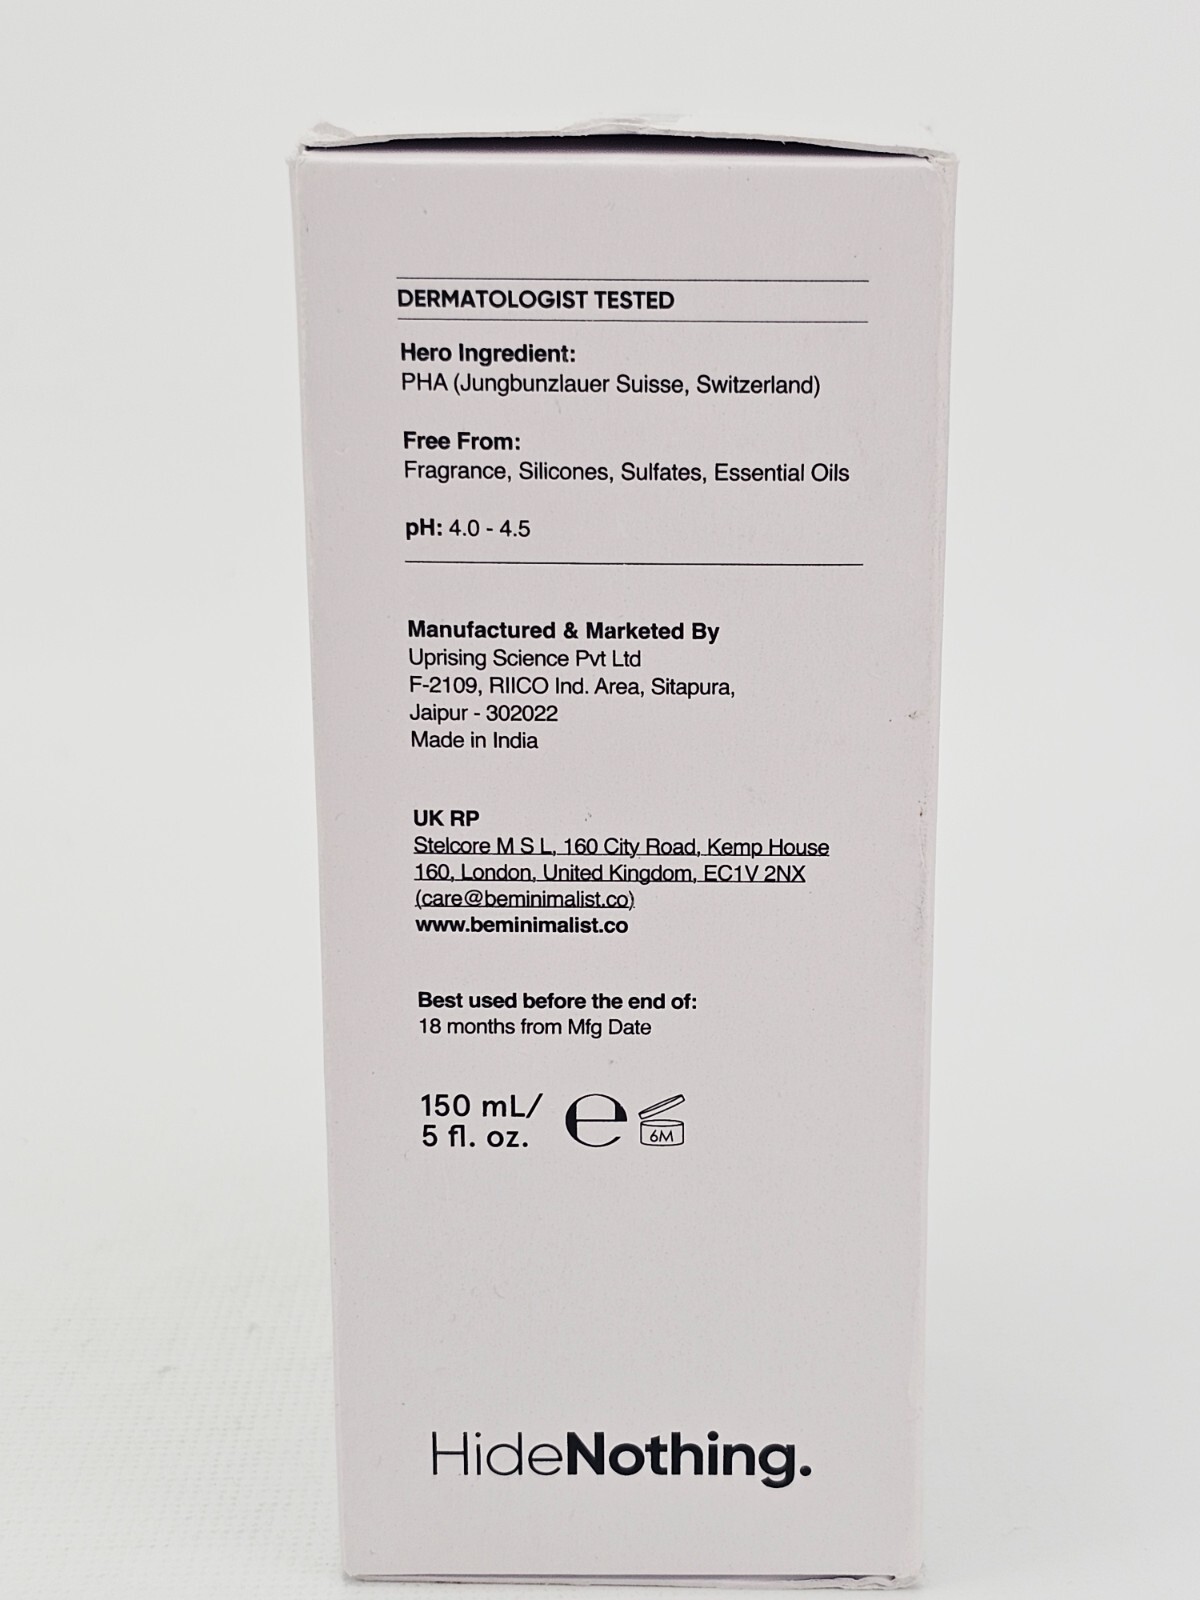 DERMATOLOGIST TESTED
Hero Ingredient:
PHA (Jungbunzlauer Suisse, Switzerland)
Free From:
Fragrance, Silicones, Sulfates, Essential Oils
pH: 4.0 - 4.5
Manufactured & Marketed By
Uprising Science Pvt Ltd
F-2109, RIICO Ind. Area, Sitapura,
Jaipur - 302022
Made in India
UK RP
Stelcore M S L, 160 City Road, Kemp House
160, London, United Kingdom, EC1V 2NX
(care@beminimalist.co)
www.beminimalist.co
Best used before the end of:
18 months from Mfg Date
150 mL/
5 fl. oz.
e
6M
HideNothing.